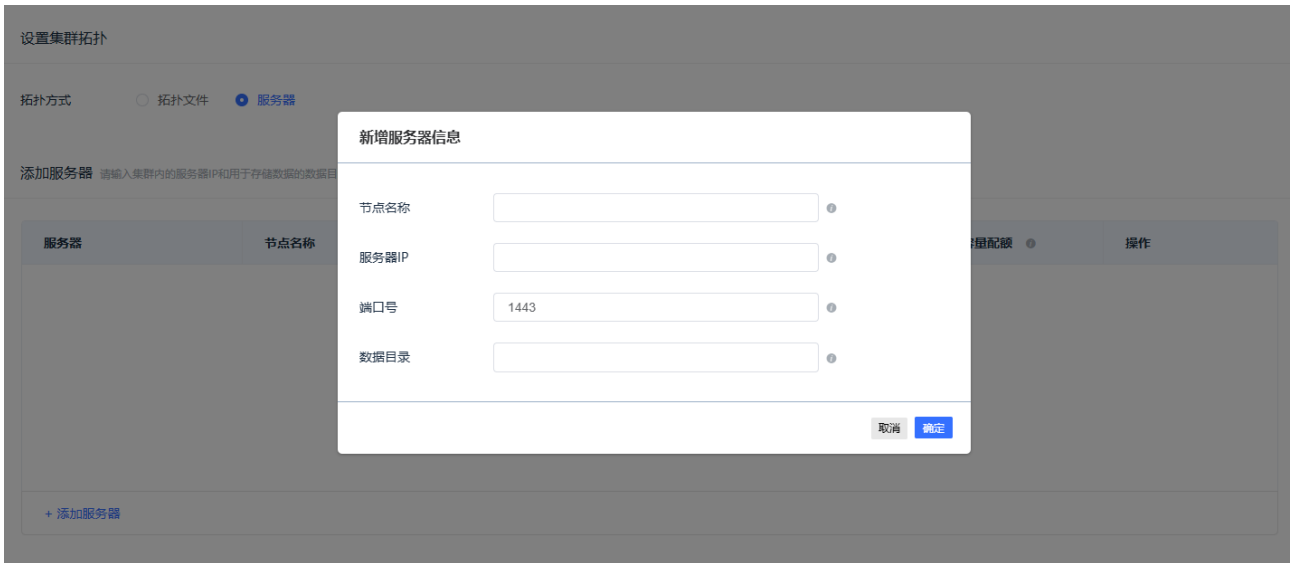 设置集群拓扑
拓扑方式 拓扑文件 服务器
新增服务器信息
添加服务器 请输入集群内的服务器IP和用于存储数据的数据目
节点名称
服务器 节点名称 量配额 操作
服务器IP
端口号 1443
数据目录
取消 确定
+ 添加服务器